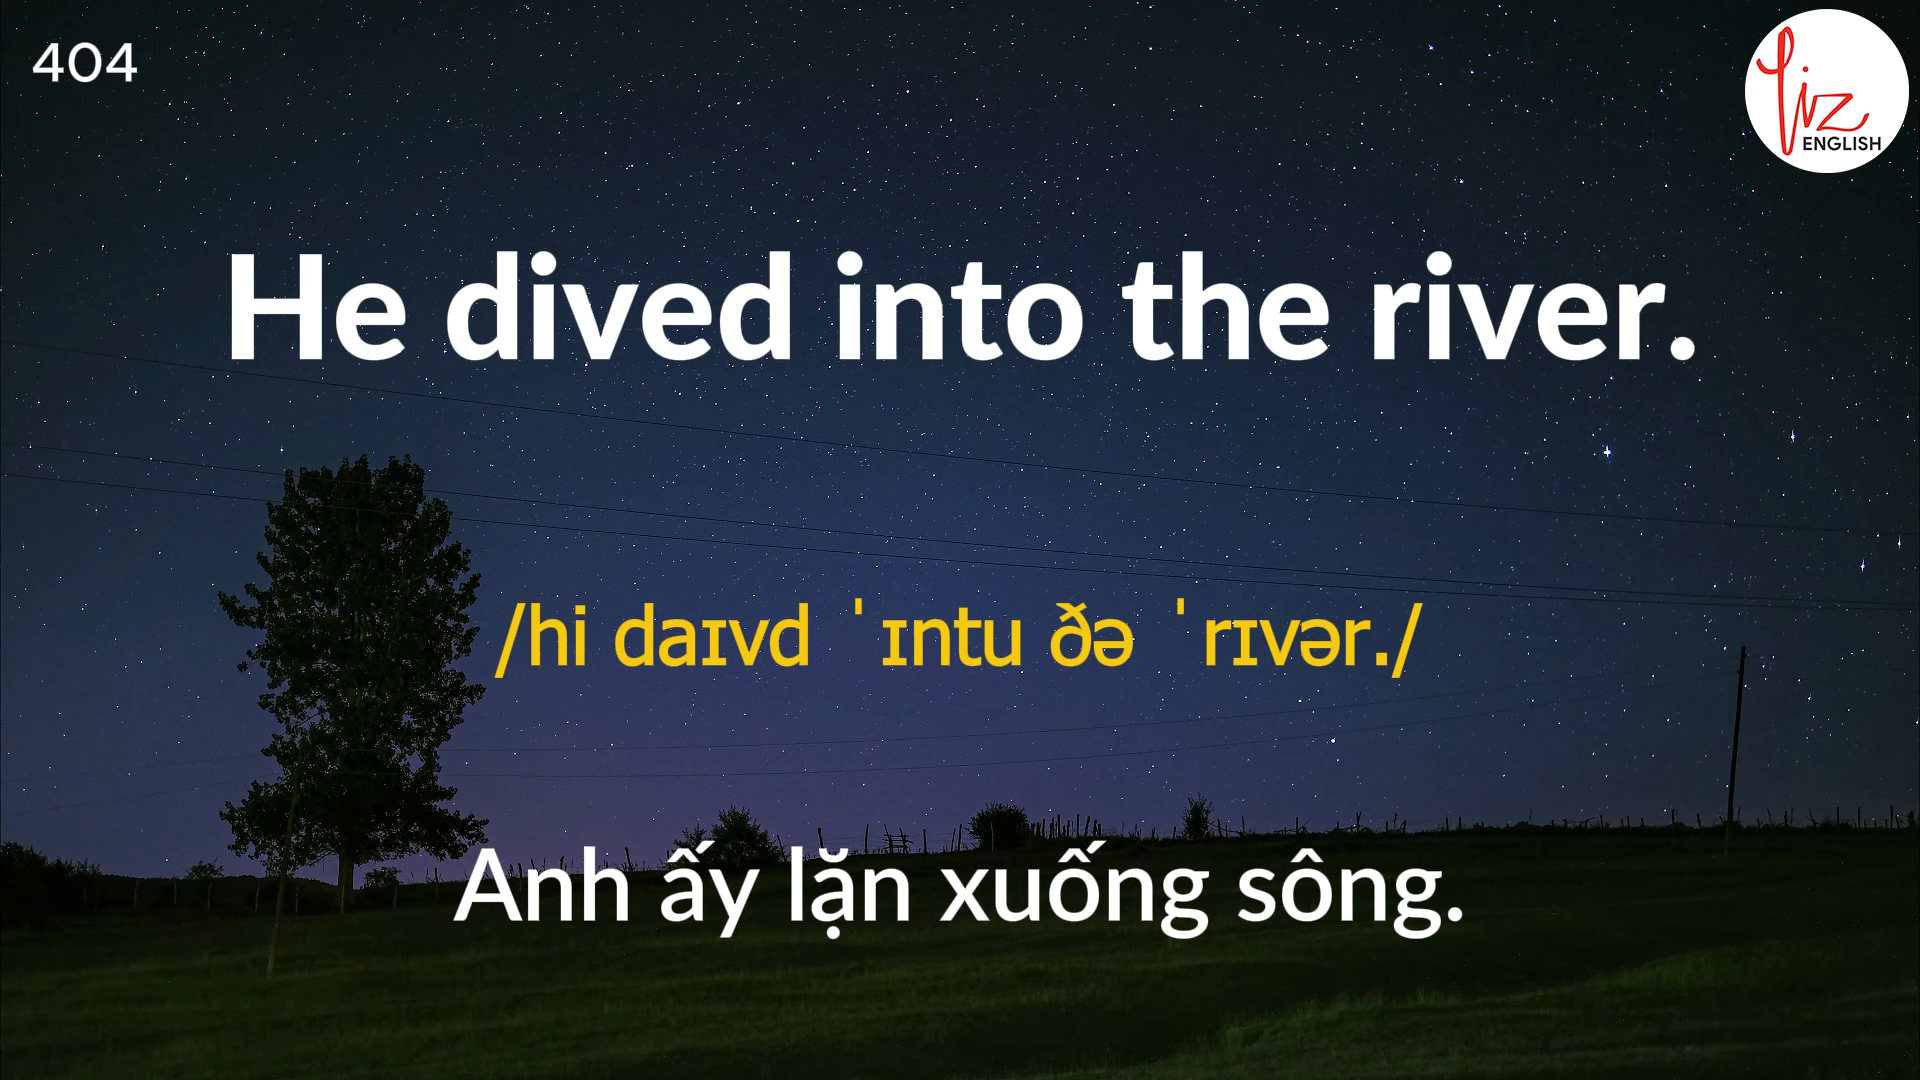 404
Liz
ENGLISH
He dived into the river.
/hi daɪvd ˈɪntu ðə ˈrɪvər./
Anh ấy lặn xuống sông.